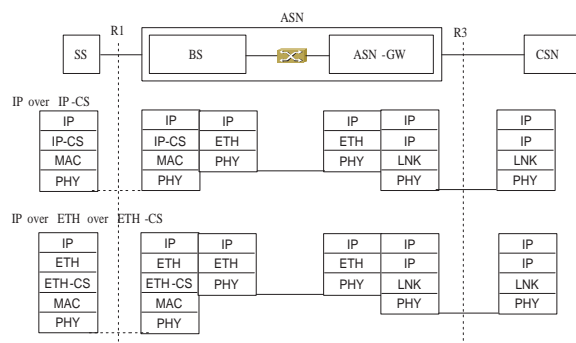 ASN
R1
R3
SS
BS
ASN -GW
CSN
IP over IP -CS
IP
IP-CS
MAC
PHY
IP
IP-CS
MAC
PHY
IP
ETH
PHY
IP
ETH
PHY
IP
IP
LNK
PHY
IP
IP
LNK
PHY
IP over ETH over ETH -CS
IP
ETH
ETH-CS
MAC
PHY
IP
ETH
ETH -CS
MAC
PHY
IP
ETH
PHY
IP
ETH
PHY
IP
IP
LNK
PHY
IP
IP
LNK
PHY